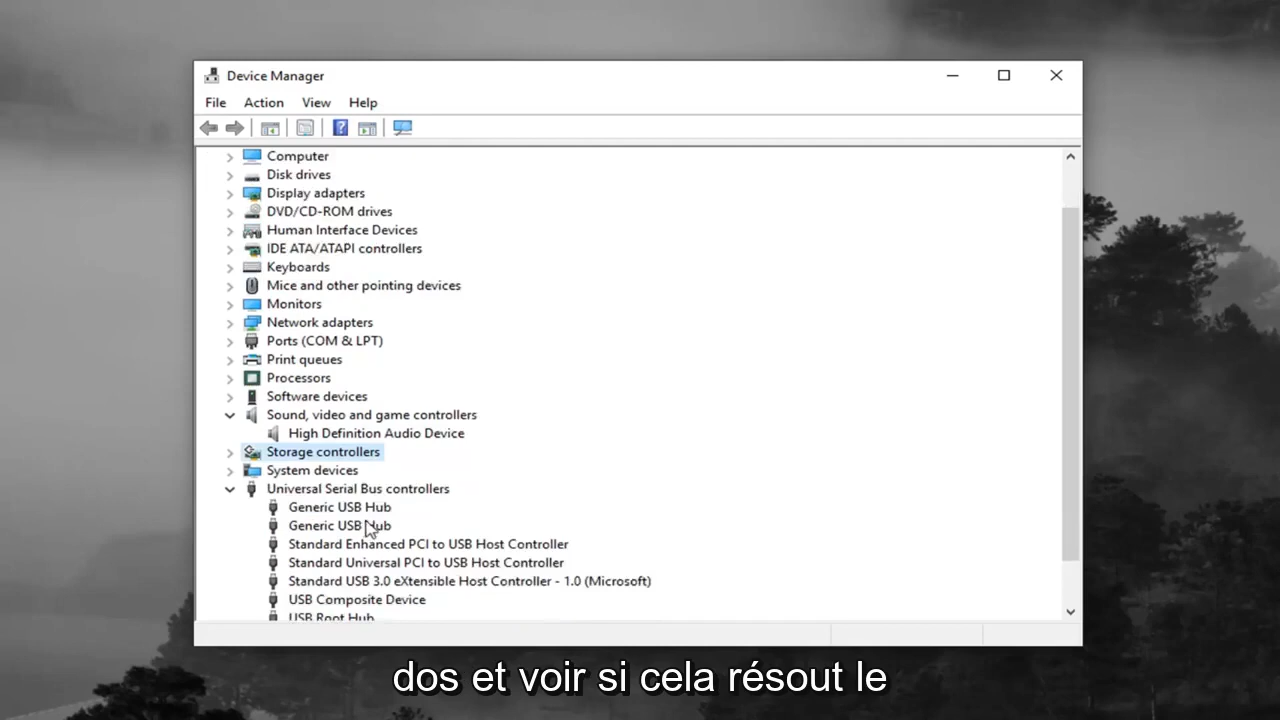 Device Manager
File Action View Help
Computer
Disk drives
Display adapters
DVD/CD-ROM drives
Human Interface Devices
IDE ATA/ATAPI controllers
Keyboards
Mice and other pointing devices
Monitors
Network adapters
Ports (COM & LPT)
Print queues
Processors
Software devices
Sound, video and game controllers
High Definition Audio Device
Storage controllers
System devices
Universal Serial Bus controllers
Generic USB Hub
Generic USB Hub
Standard Enhanced PCI to USB Host Controller
Standard Universal PCI to USB Host Controller
Standard USB 3.0 eXtensible Host Controller - 1.0 (Microsoft)
USB Composite Device
USB Root Hub
dos et voir si cela résout le